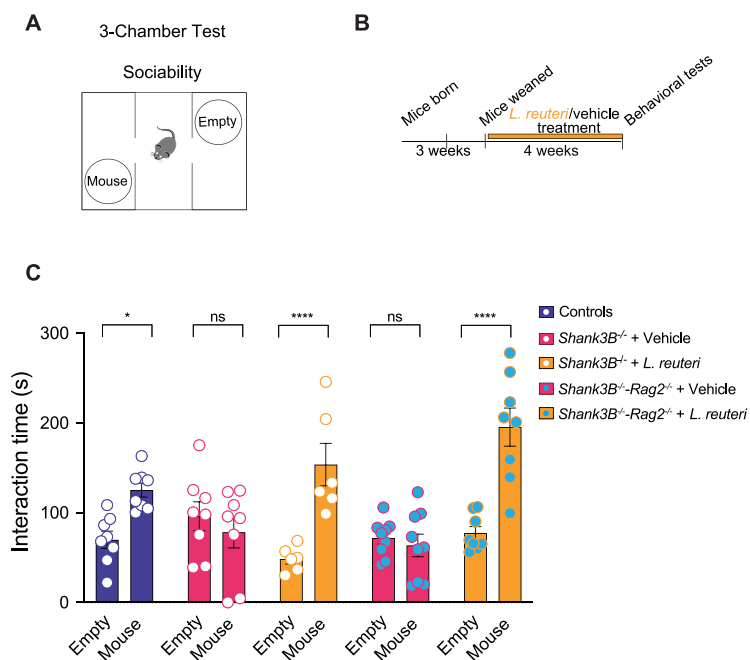 A
3-Chamber Test
Sociability
Empty
Mouse
B
Mice born
Mice weaned
L. reuteri/vehicle
treatment
Behavioral tests
3 weeks
4 weeks
C
* ns **** ns ****
Controls
Shank3B-/- + Vehicle
Shank3B-/- + L. reuteri
Shank3B-/--Rag2-/- + Vehicle
Shank3B-/--Rag2-/- + L. reuteri
Interaction time (s)
300
200
100
0
Empty Mouse Empty Mouse Empty Mouse Empty Mouse Empty Mouse